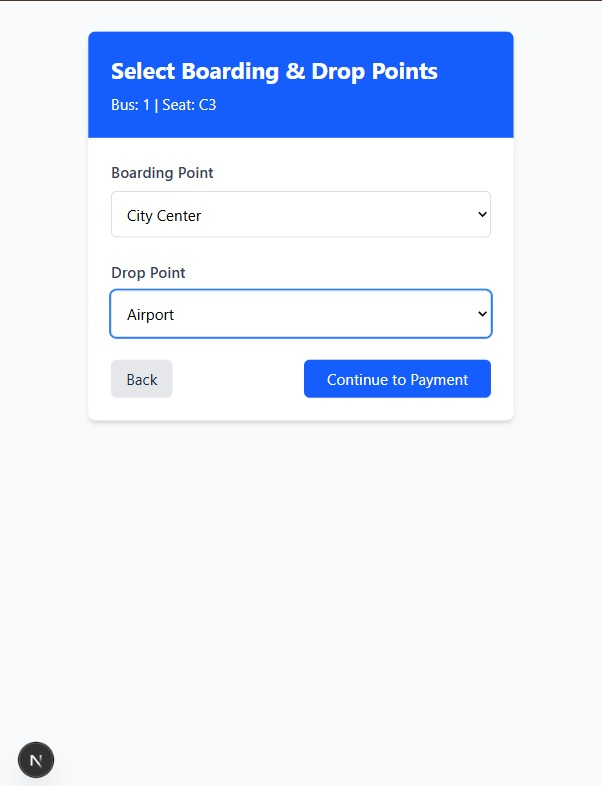 Select Boarding & Drop Points
Bus: 1 | Seat: C3
Boarding Point
City Center
Drop Point
Airport
Back
Continue to Payment
N